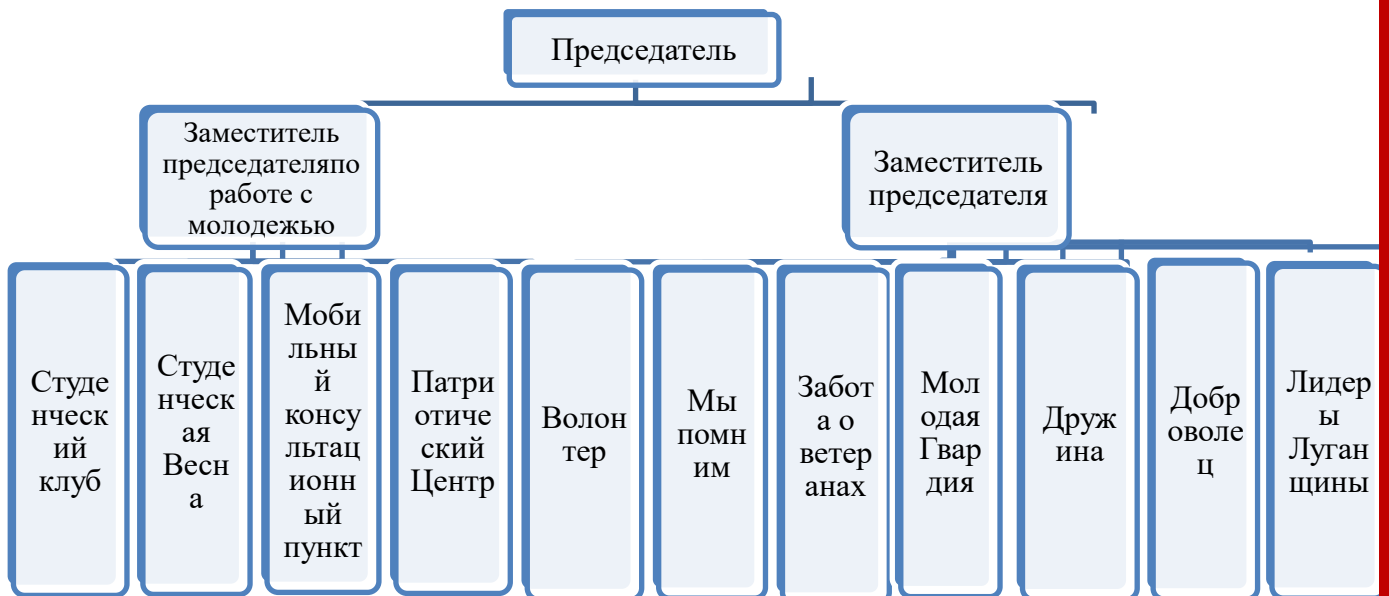 Председатель
Заместитель
председателяпо
работе с
молодежью
Заместитель
председателя
Студе
нческ
ий
клуб
Студе
нческ
ая
Весн
а
Моби
льны
й
консу
льтац
ионн
ый
пункт
Патри
отиче
ский
Центр
Волон
тер
Мы
помн
им
Забот
а о
ветер
анах
Мол
одая
Гвар
дия
Друж
ина
Добр
оволе
ц
Лидер
ы
Луган
щины